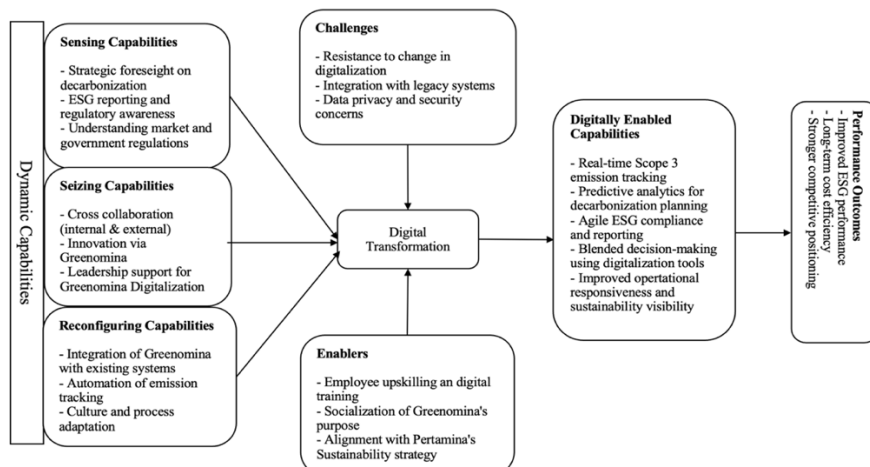 Dynamic Capabilities
Sensing Capabilities
- Strategic foresight on
decarbonization
- ESG reporting and
regulatory awareness
- Understanding market and
government regulations
Seizing Capabilities
- Cross collaboration
(internal & external)
- Innovation via
Greenomina
- Leadership support for
Greenomina Digitalization
Reconfiguring Capabilities
- Integration of Greenomina
with existing systems
- Automation of emission
tracking
- Culture and process
adaptation
Challenges
- Resistance to change in
digitalization
- Integration with legacy systems
- Data privacy and security
concerns
Digital
Transformation
Enablers
- Employee upskilling an digital
training
- Socialization of Greenomina's
purpose
- Alignment with Pertamina's
Sustainability strategy
Digitally Enabled
Capabilities
- Real-time Scope 3
emission tracking
- Predictive analytics for
decarbonization planning
- Agile ESG compliance
and reporting
- Blended decision-making
using digitalization tools
- Improved opertational
responsiveness and
sustainability visibility
Performance Outcomes
- Improved ESG performance
- Long-term cost efficiency
- Stronger competitive positioning